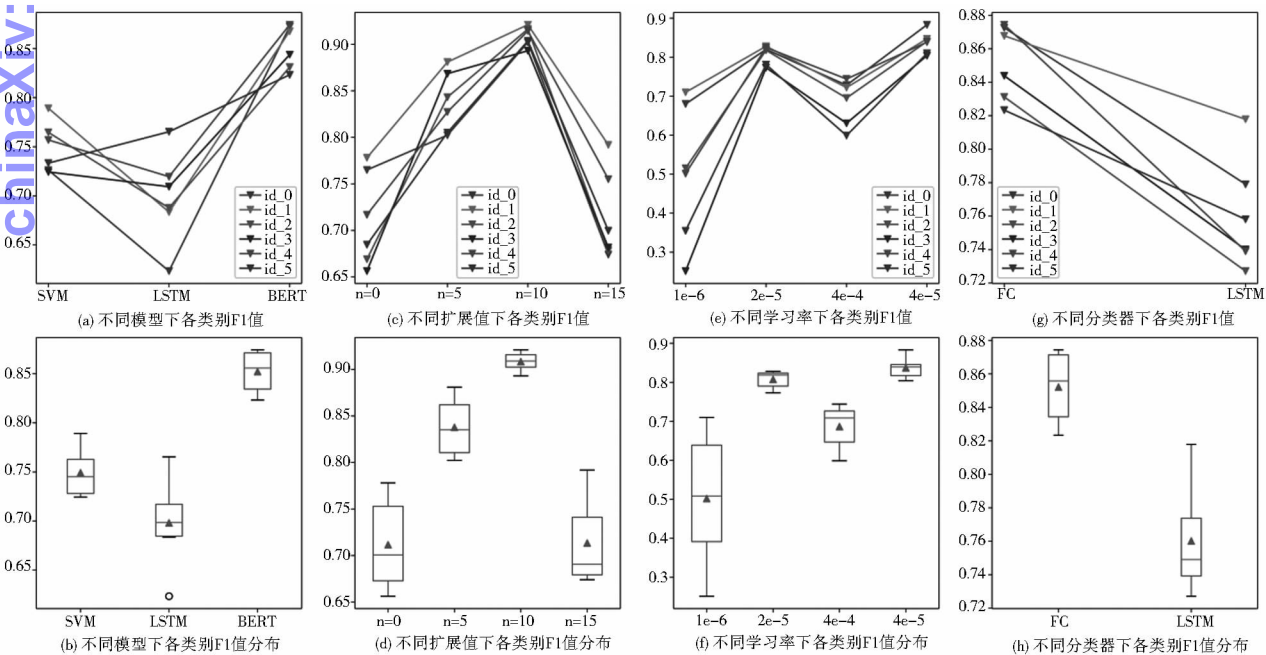 chinaXiv:
0.85
0.80
0.75
0.70
0.65
SVM LSTM BERT
id_0
id_1
id_2
id_3
id_4
id_5
(a) 不同模型下各类别F1值
0.90
0.85
0.80
0.75
0.70
0.65
n=0 n=5 n=10 n=15
id_0
id_1
id_2
id_3
id_4
id_5
(c) 不同扩展值下各类别F1值
0.9
0.8
0.7
0.6
0.5
0.4
0.3
1e-6 2e-5 4e-4 4e-5
id_0
id_1
id_2
id_3
id_4
id_5
(e) 不同学习率下各类别F1值
0.88
0.86
0.84
0.82
0.80
0.78
0.76
0.74
0.72
FC LSTM
id_0
id_1
id_2
id_3
id_4
id_5
(g) 不同分类器下各类别F1值
0.85
0.80
0.75
0.70
0.65
SVM LSTM BERT
(b) 不同模型下各类别F1值分布
0.90
0.85
0.80
0.75
0.70
0.65
n=0 n=5 n=10 n=15
(d) 不同扩展值下各类别F1值分布
0.9
0.8
0.7
0.6
0.5
0.4
0.3
1e-6 2e-5 4e-4 4e-5
(f) 不同学习率下各类别F1值分布
0.88
0.86
0.84
0.82
0.80
0.78
0.76
0.74
0.72
FC LSTM
(h) 不同分类器下各类别F1值分布